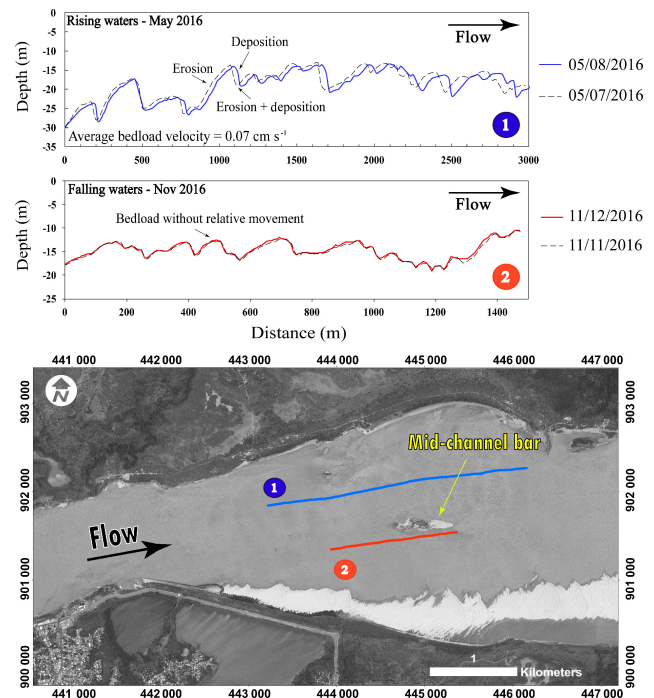 Rising waters - May 2016
Flow
Deposition
Erosion
Erosion + deposition
Average bedload velocity = 0.07 cm s⁻¹
1
Depth (m)
0
-5
-10
-15
-20
-25
-30
-35
0 500 1000 1500 2000 2500 3000
05/08/2016
05/07/2016
Falling waters - Nov 2016
Flow
Bedload without relative movement
2
Depth (m)
0
-5
-10
-15
-20
-25
0 200 400 600 800 1000 1200 1400
Distance (m)
11/12/2016
11/11/2016
441 000 442 000 443 000 444 000 445 000 446 000 447 000
903 000 903 000
N
Mid-channel bar
902 000 902 000
1
Flow
2
901 000 901 000
900 000 900 000
1
Kilometers
441 000 442 000 443 000 444 000 445 000 446 000 447 000